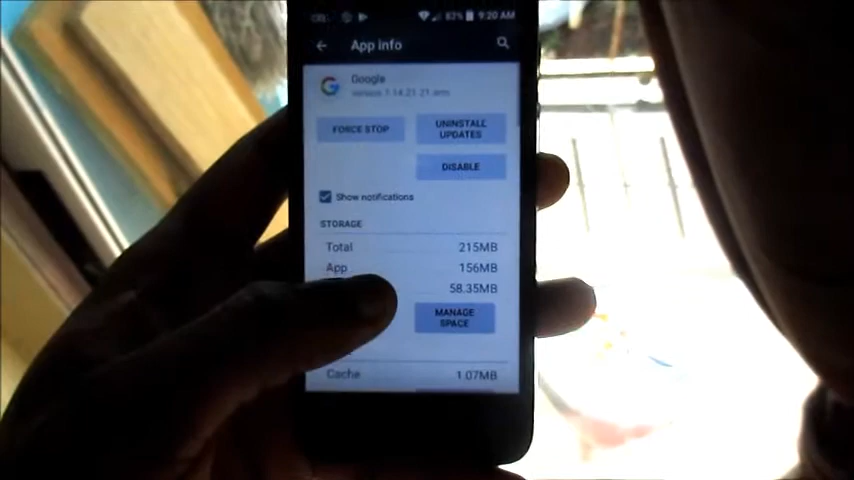 83% 9:20 AM
App info
Google
FORCE STOP
UNINSTALL
UPDATES
DISABLE
Show notifications
STORAGE
Total 215MB
App 156MB
58.35MB
MANAGE
SPACE
Cache 1.07MB